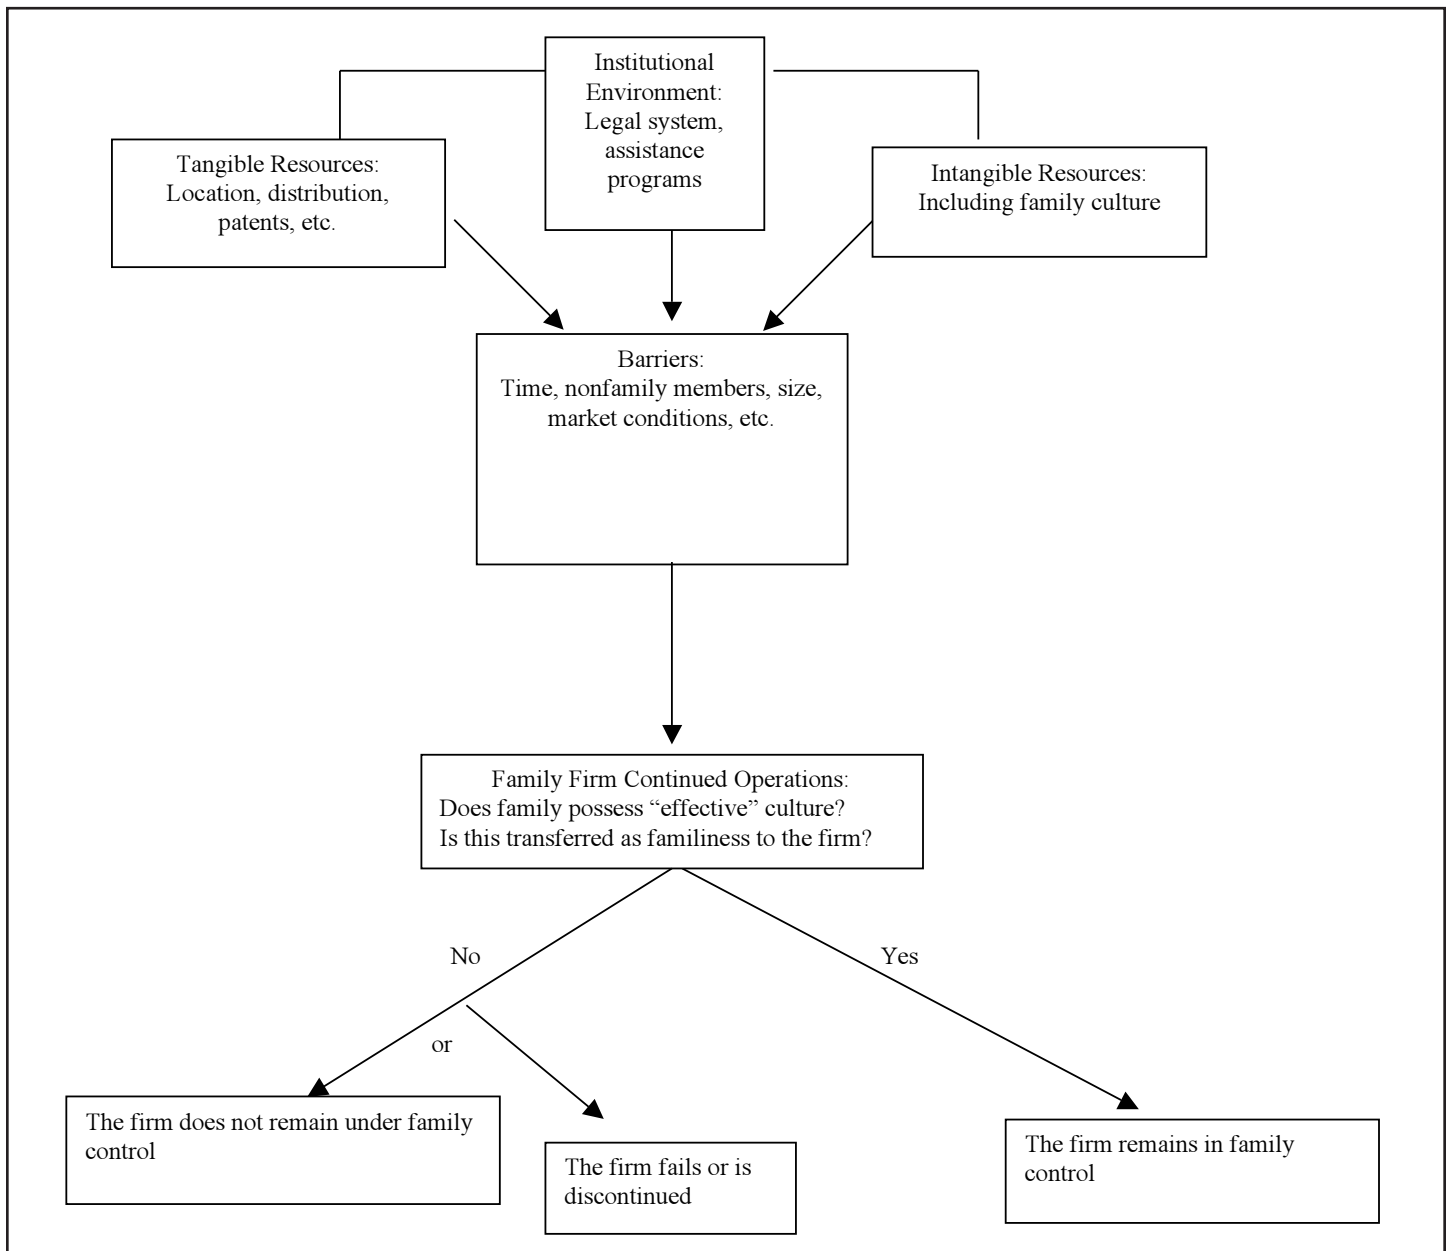 Institutional
Environment:
Legal system,
assistance
programs
Tangible Resources:
Location, distribution,
patents, etc.
Intangible Resources:
Including family culture
Barriers:
Time, nonfamily members, size,
market conditions, etc.
Family Firm Continued Operations:
Does family possess “effective” culture?
Is this transferred as familiness to the firm?
No
Yes
or
The firm does not remain under family
control
The firm fails or is
discontinued
The firm remains in family
control